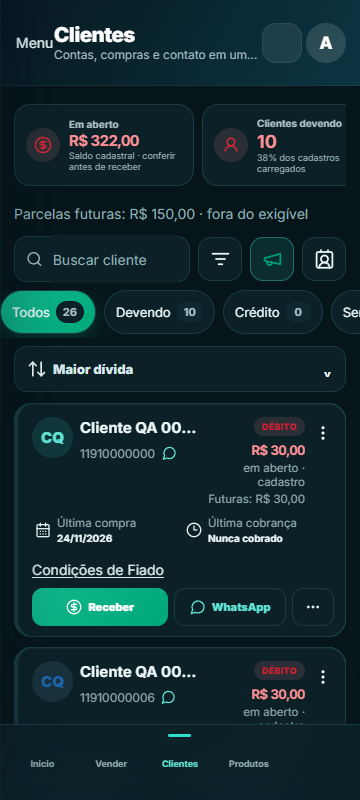 Menu
Clientes
Contas, compras e contato em um...
A
Em aberto
R$ 322,00
Saldo cadastral · conferir
antes de receber
Clientes devendo
10
38% dos cadastros
carregados
Parcelas futuras: R$ 150,00 · fora do exigível
Buscar cliente
Todos 26
Devendo 10
Crédito 0
Maior dívida
CQ
Cliente QA 00...
11910000000
DÉBITO
R$ 30,00
em aberto ·
cadastro
Futuras: R$ 30,00
Última compra
24/11/2026
Última cobrança
Nunca cobrado
Condições de Fiado
Receber
WhatsApp
CQ
Cliente QA 00...
11910000006
DÉBITO
R$ 30,00
em aberto ·
Início
Vender
Clientes
Produtos